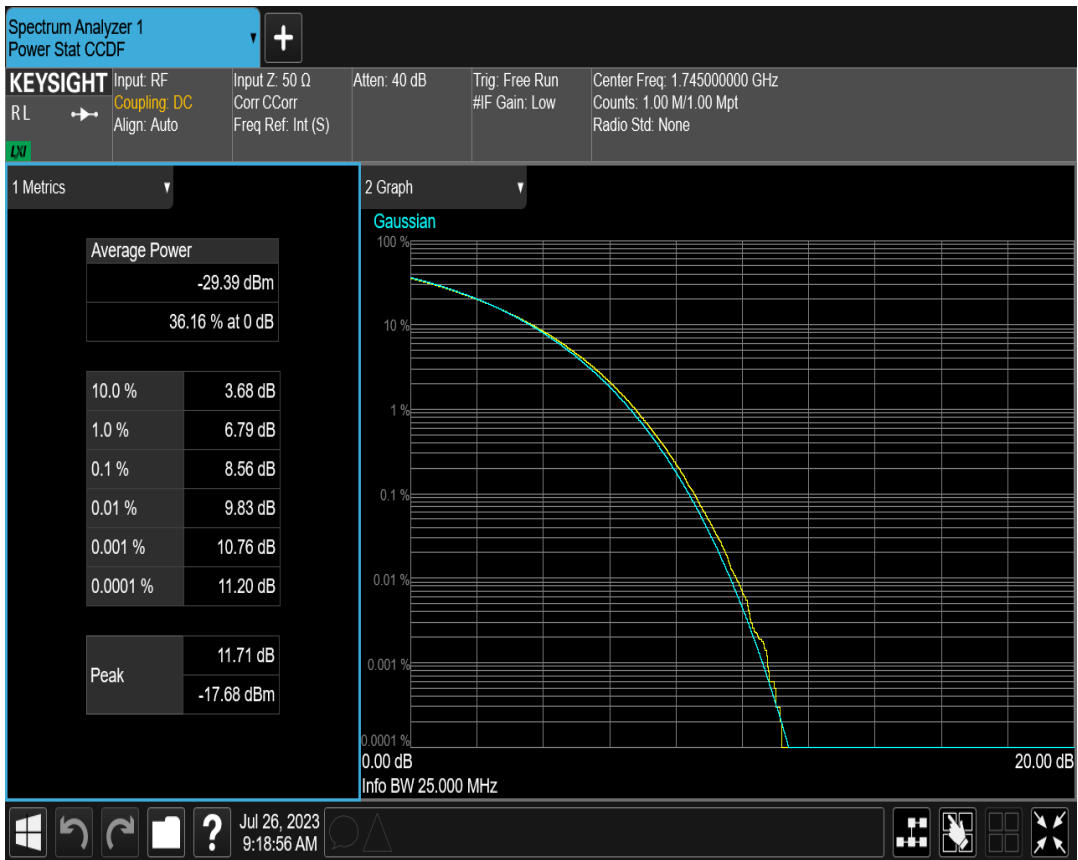 Spectrum Analyzer 1
Power Stat CCDF
KEYSIGHT
RL
LXI
Input: RF
Coupling: DC
Align: Auto
Input Z: 50 Ω
Corr CCorr
Freq Ref: Int (S)
Atten: 40 dB
Trig: Free Run
#IF Gain: Low
Center Freq: 1.745000000 GHz
Counts: 1.00 M/1.00 Mpt
Radio Std: None
1 Metrics
Average Power
-29.39 dBm
36.16 % at 0 dB
10.0 % 3.68 dB
1.0 % 6.79 dB
0.1 % 8.56 dB
0.01 % 9.83 dB
0.001 % 10.76 dB
0.0001 % 11.20 dB
Peak
11.71 dB
-17.68 dBm
2 Graph
Gaussian
100 %
10 %
1 %
0.1 %
0.01 %
0.001 %
0.0001 %
0.00 dB 20.00 dB
Info BW 25.000 MHz
Jul 26, 2023
9:18:56 AM